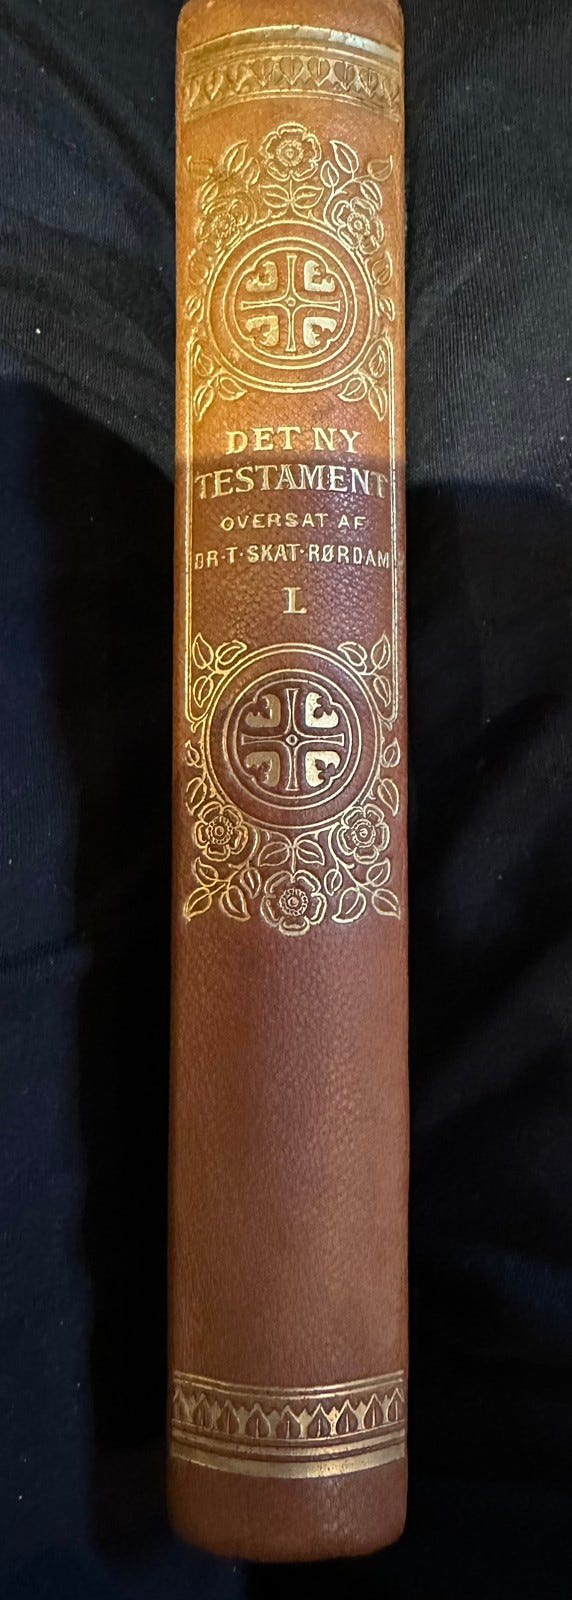 DET NY
TESTAMENT
OVERSAT AF
DR·T·SKAT·RØRDAM
I.